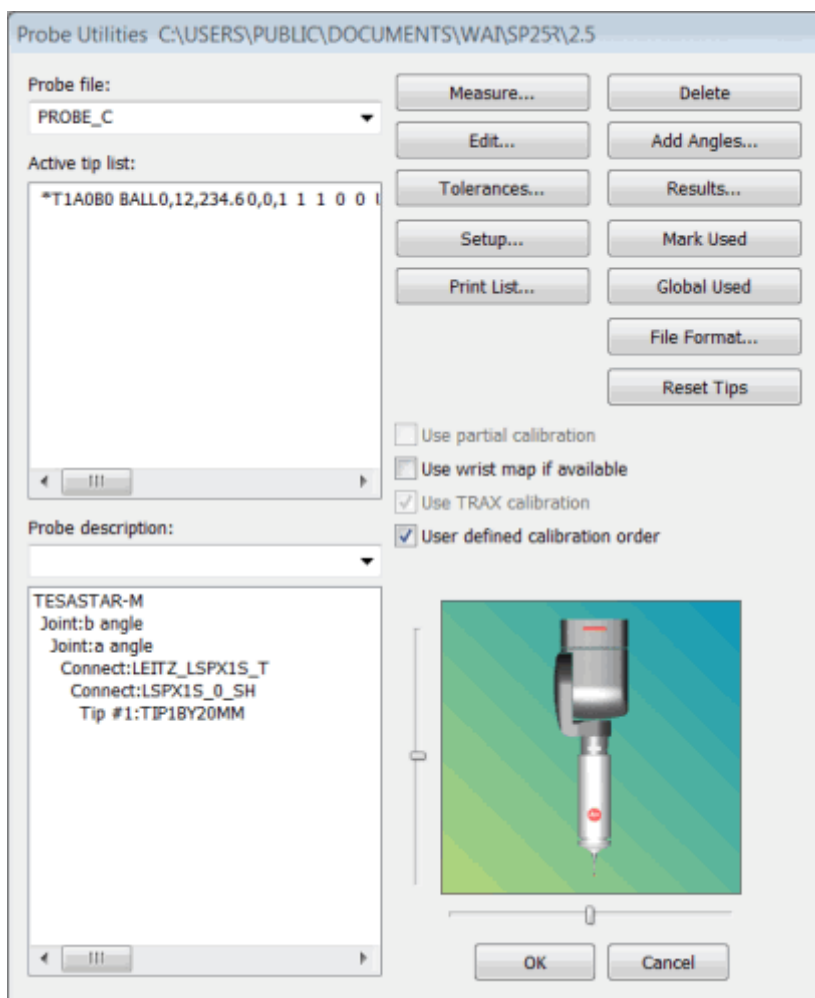 Probe Utilities C:\USERS\PUBLIC\DOCUMENTS\WAI\SP25R\2.5
Probe file:
PROBE_C
Active tip list:
*T1A0B0 BALL0,12,234.6 0,0,1 1 1 0 0
Measure...
Delete
Edit...
Add Angles...
Tolerances...
Results...
Setup...
Mark Used
Print List...
Global Used
File Format...
Reset Tips
Use partial calibration
Use wrist map if available
Use TRAX calibration
User defined calibration order
Probe description:
TESASTAR-M
Joint:b angle
Joint:a angle
Connect:LEITZ_LSPX1S_T
Connect:LSPX1S_0_SH
Tip #1:TIP1BY20MM
OK
Cancel